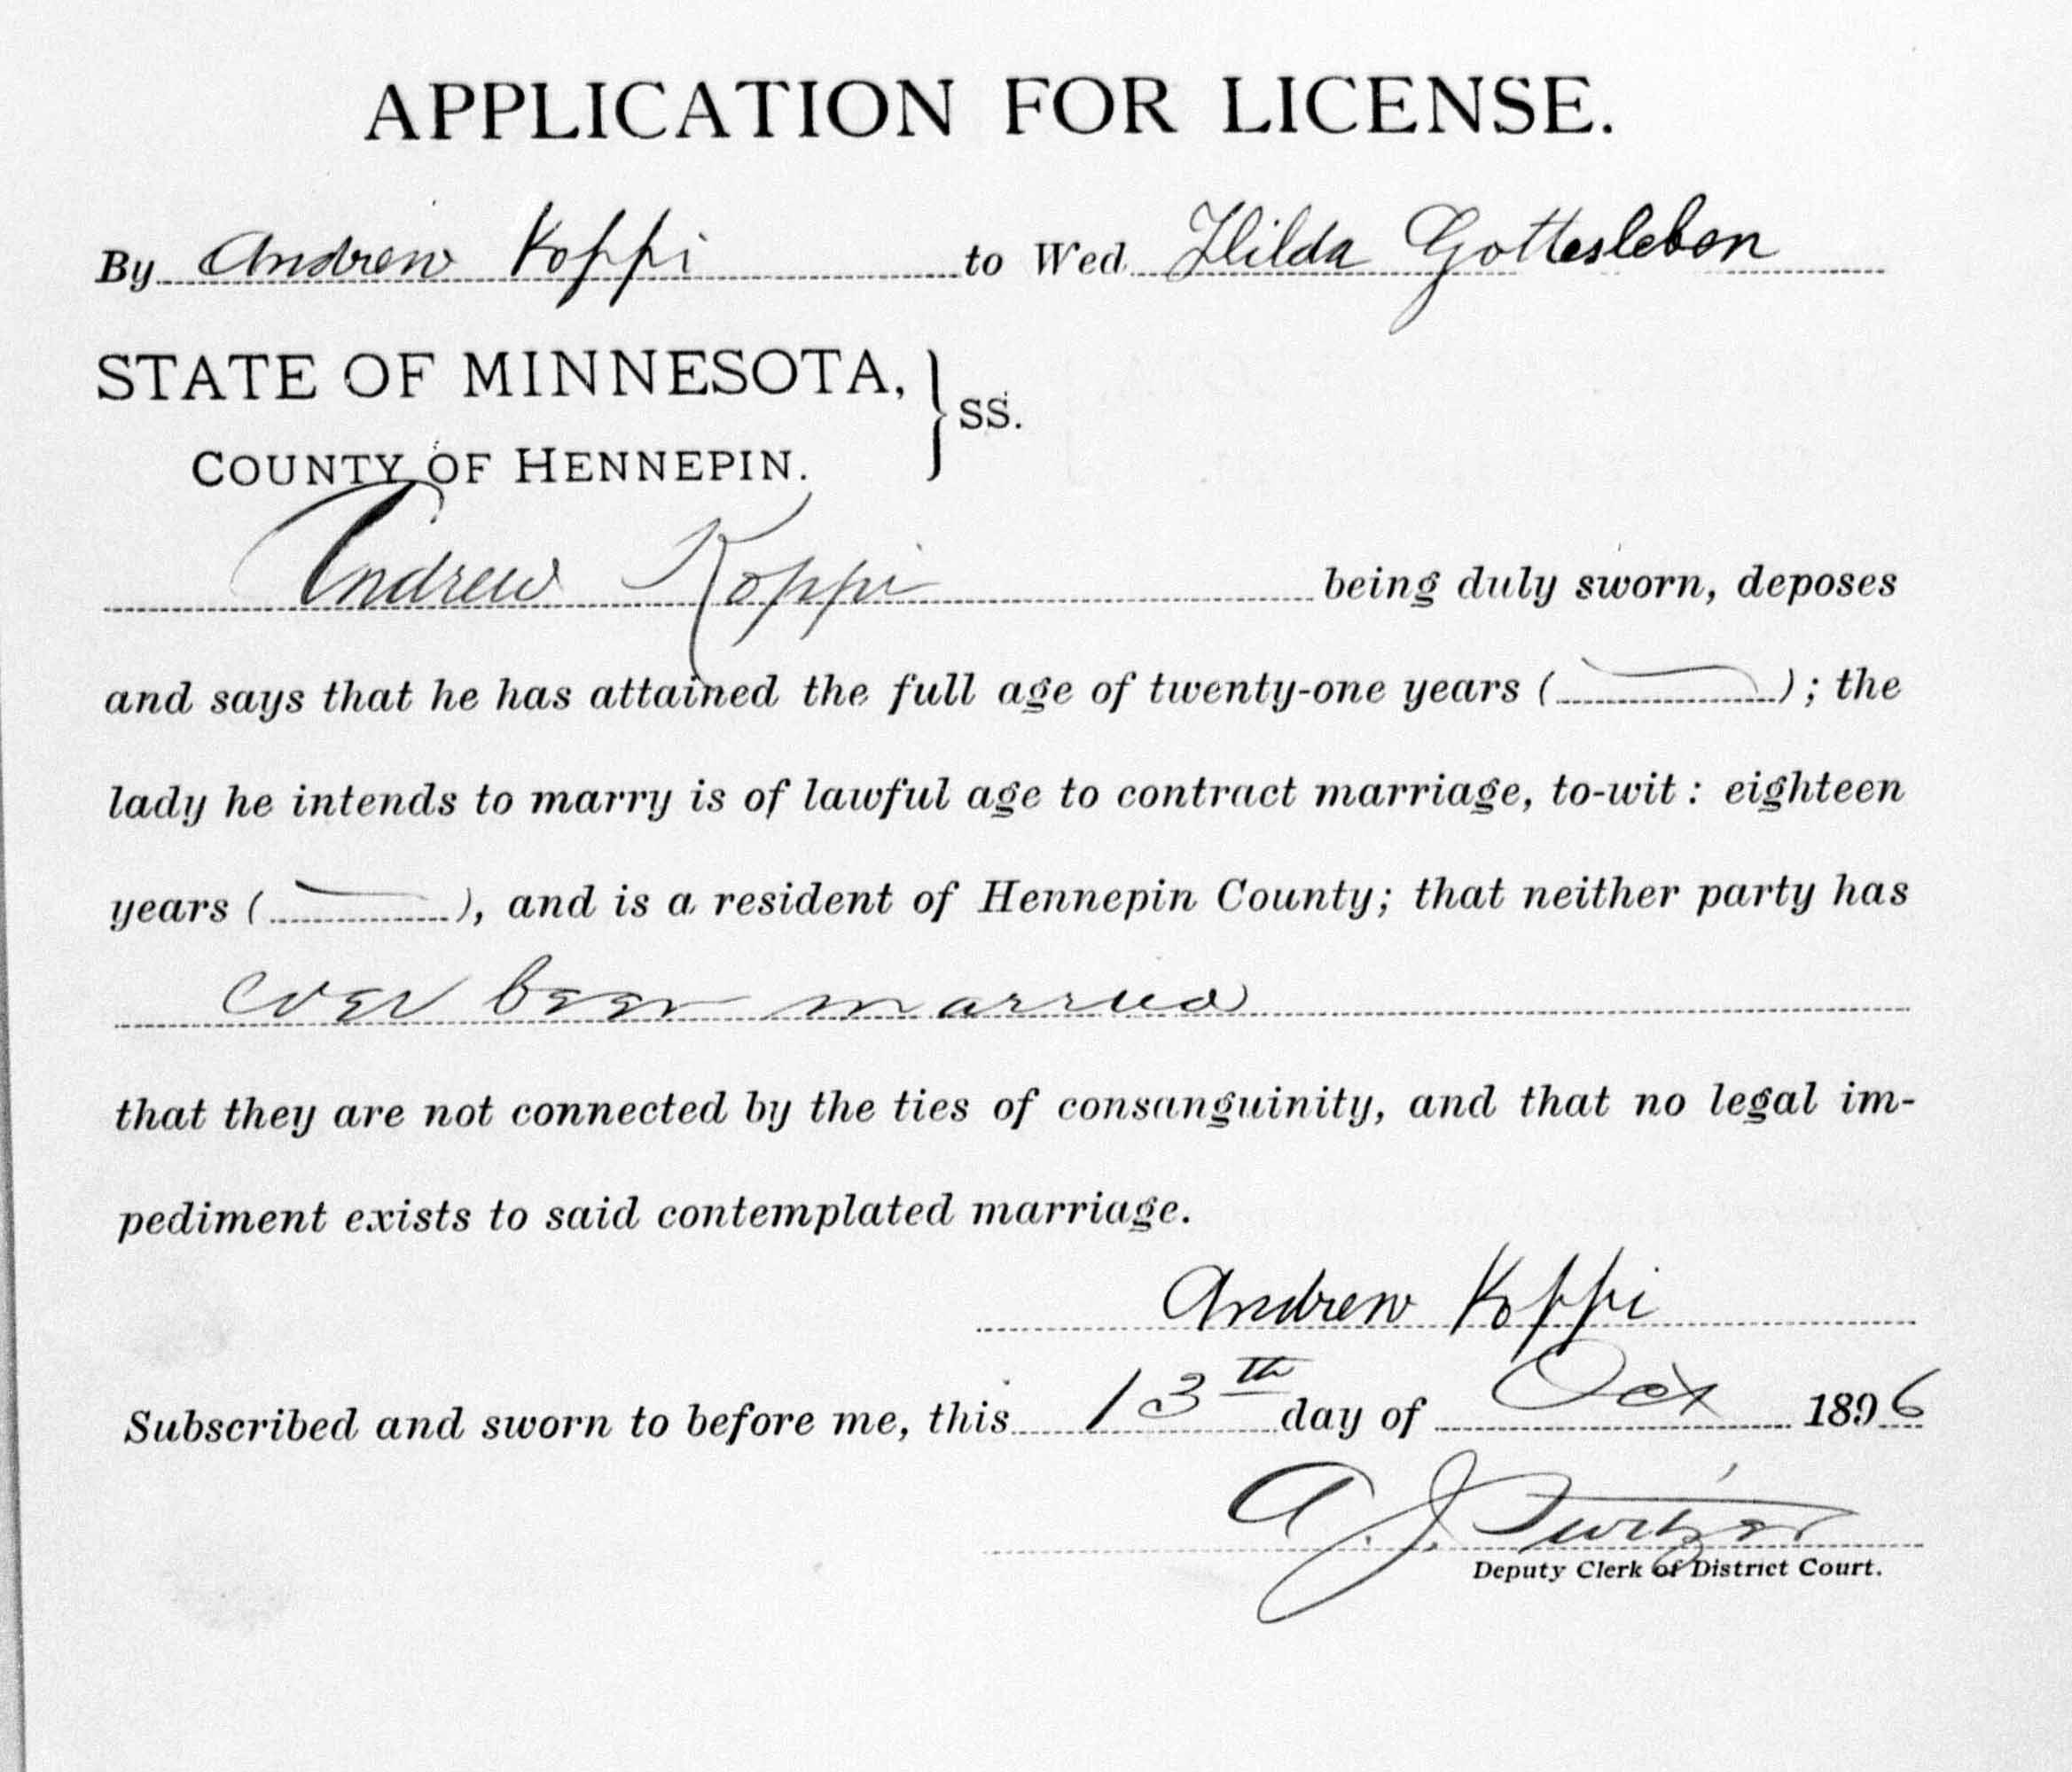 APPLICATION FOR LICENSE.
By Andrew Koppi to Wed Hilda Gottesleben
STATE OF MINNESOTA, } SS.
COUNTY OF HENNEPIN.
Andrew Koppi being duly sworn, deposes
and says that he has attained the full age of twenty-one years ( ); the
lady he intends to marry is of lawful age to contract marriage, to-wit: eighteen
years ( ), and is a resident of Hennepin County; that neither party has
ever been married
that they are not connected by the ties of consanguinity, and that no legal im-
pediment exists to said contemplated marriage.
Andrew Koppi
Subscribed and sworn to before me, this 13th day of Oct 1896
A. J.
Deputy Clerk of District Court.